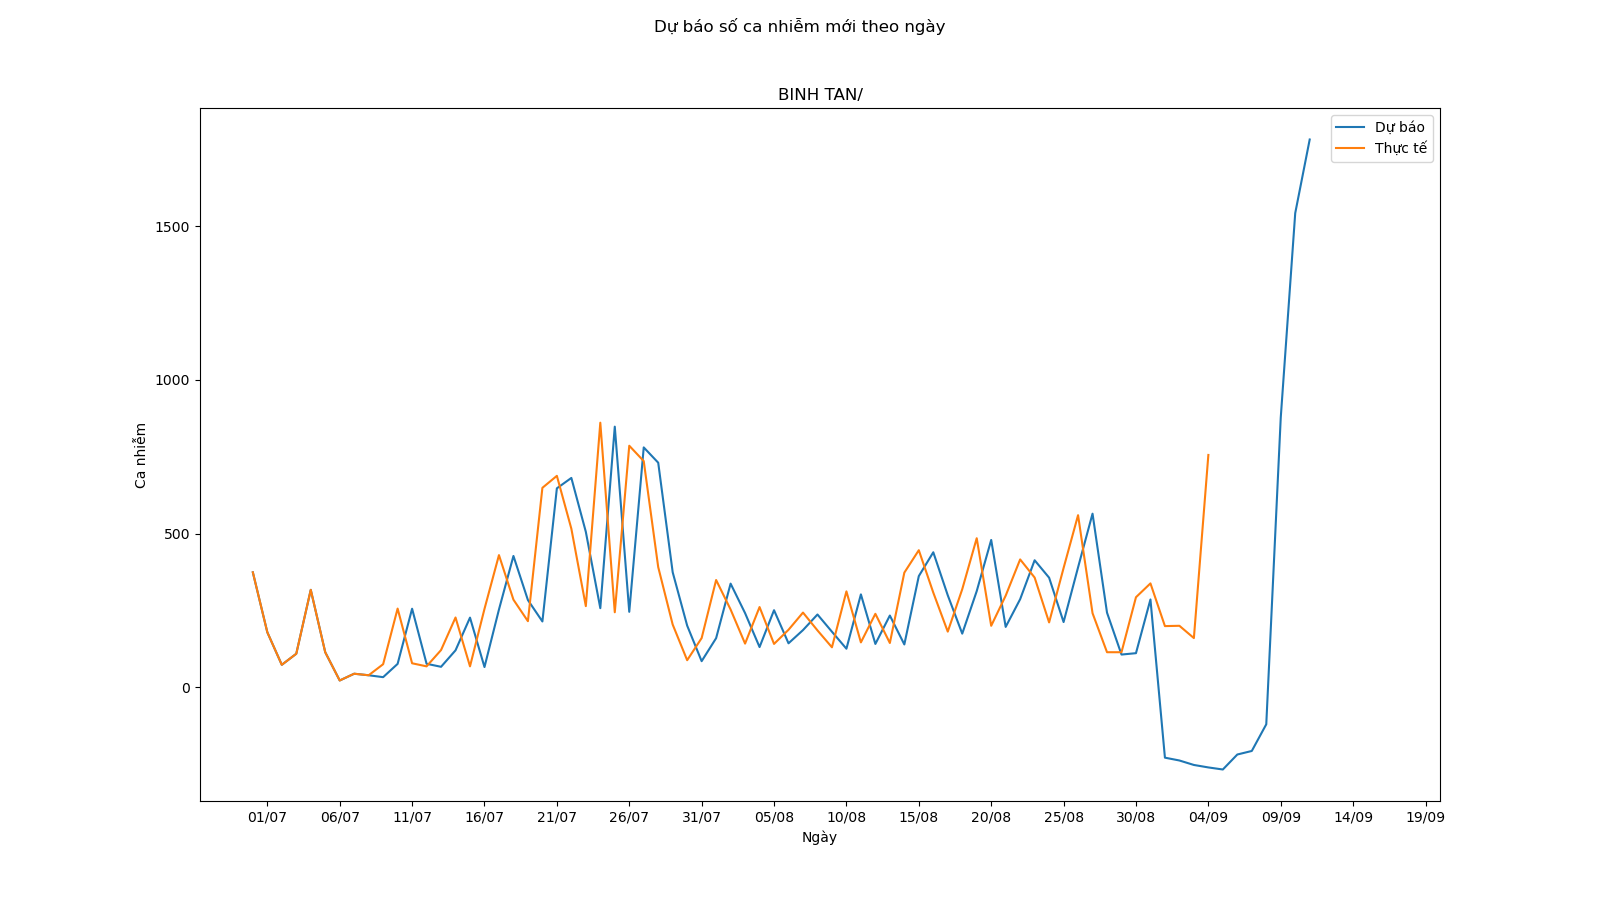 Dự báo số ca nhiễm mới theo ngày
BINH TAN/
Dự báo
Thực tế
1500
1000
500
0
Ca nhiễm
01/07 06/07 11/07 16/07 21/07 26/07 31/07 05/08 10/08 15/08 20/08 25/08 30/08 04/09 09/09 14/09 19/09
Ngày